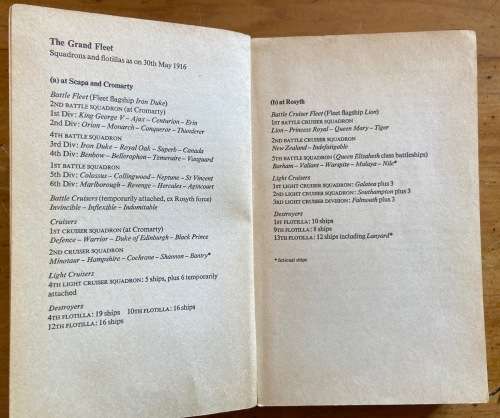 The Grand Fleet
Squadrons and flotillas as on 30th May 1916
(a) at Scapa and Cromarty
Battle Fleet (Fleet flagship Iron Duke)
2ND BATTLE SQUADRON (at Cromarty)
1st Div: King George V – Ajax – Centurion – Erin
2nd Div: Orion – Monarch – Conqueror – Thunderer
4TH BATTLE SQUADRON
3rd Div: Iron Duke – Royal Oak – Superb – Canada
4th Div: Benbow – Bellerophon – Temeraire – Vanguard
1ST BATTLE SQUADRON
5th Div: Colossus – Collingwood – Neptune – St Vincent
6th Div: Marlborough – Revenge – Hercules – Agincourt
Battle Cruisers (temporarily attached, ex Rosyth force)
Invincible – Inflexible – Indomitable
Cruisers
1ST CRUISER SQUADRON (at Cromarty)
Defence – Warrior – Duke of Edinburgh – Black Prince
2ND CRUISER SQUADRON
Minotaur – Hampshire – Cochrane – Shannon – Bantry*
Light Cruisers
4TH LIGHT CRUISER SQUADRON: 5 ships, plus 6 temporarily
attached
Destroyers
4TH FLOTILLA: 19 ships 10TH FLOTILLA: 16 ships
12TH FLOTILLA: 16 ships
(b) at Rosyth
Battle Cruiser Fleet (Fleet flagship Lion)
1ST BATTLE CRUISER SQUADRON
Lion – Princess Royal – Queen Mary – Tiger
2ND BATTLE CRUISER SQUADRON
New Zealand – Indefatigable
5TH BATTLE SQUADRON (Queen Elizabeth class battleships)
Barham – Valiant – Warspite – Malaya – Nile*
Light Cruisers
1ST LIGHT CRUISER SQUADRON: Galatea plus 3
2ND LIGHT CRUISER SQUADRON: Southampton plus 3
3RD LIGHT CRUISER DIVISION: Falmouth plus 3
Destroyers
1ST FLOTILLA: 10 ships
9TH FLOTILLA: 8 ships
13TH FLOTILLA: 12 ships including Lanyard*
* fictional ships